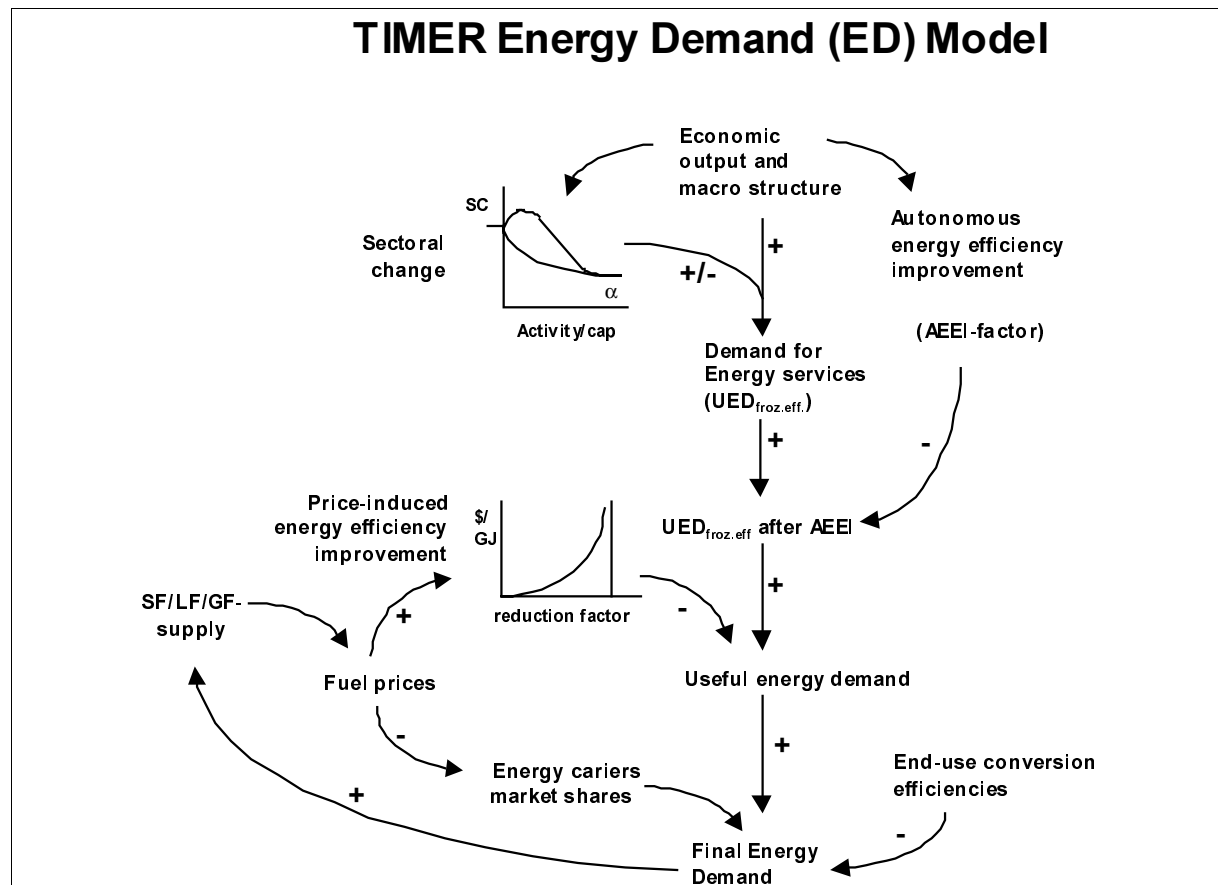 TIMER Energy Demand (ED) Model
Economic
output and
macro structure
SC
Sectoral
change
α
Activity/cap
+/-
+
Autonomous
energy efficiency
improvement
(AEEI-factor)
Demand for
Energy services
(UEDfroz.eff.)
+
-
Price-induced
energy efficiency
improvement
$/
GJ
reduction factor
UEDfroz.eff after AEEI
+
-
SF/LF/GF-
supply
+
Fuel prices
Useful energy demand
-
+
Energy cariers
market shares
End-use conversion
efficiencies
+
-
Final Energy
Demand